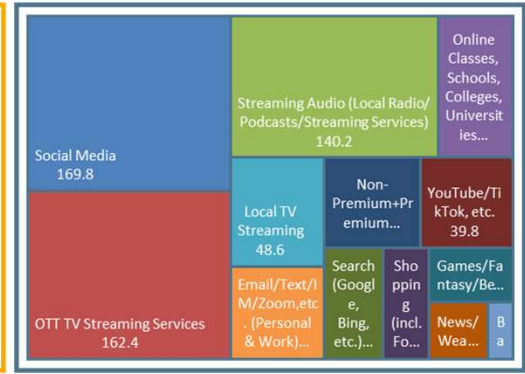 Social Media
169.8
OTT TV Streaming Services
162.4
Streaming Audio (Local Radio/
Podcasts/Streaming Services)
140.2
Online
Classes,
Schools,
Colleges,
Universit
ies...
Local TV
Streaming
48.6
Non-
Premium+Pr
emium...
YouTube/Ti
kTok, etc.
39.8
Email/Text/I
M/Zoom,etc
. (Personal
& Work)...
Search
(Googl
e,
Bing,
etc.)...
Sho
ppin
g
(incl.
Fo...
Games/Fa
ntasy/Be...
News/
Wea...
B
a